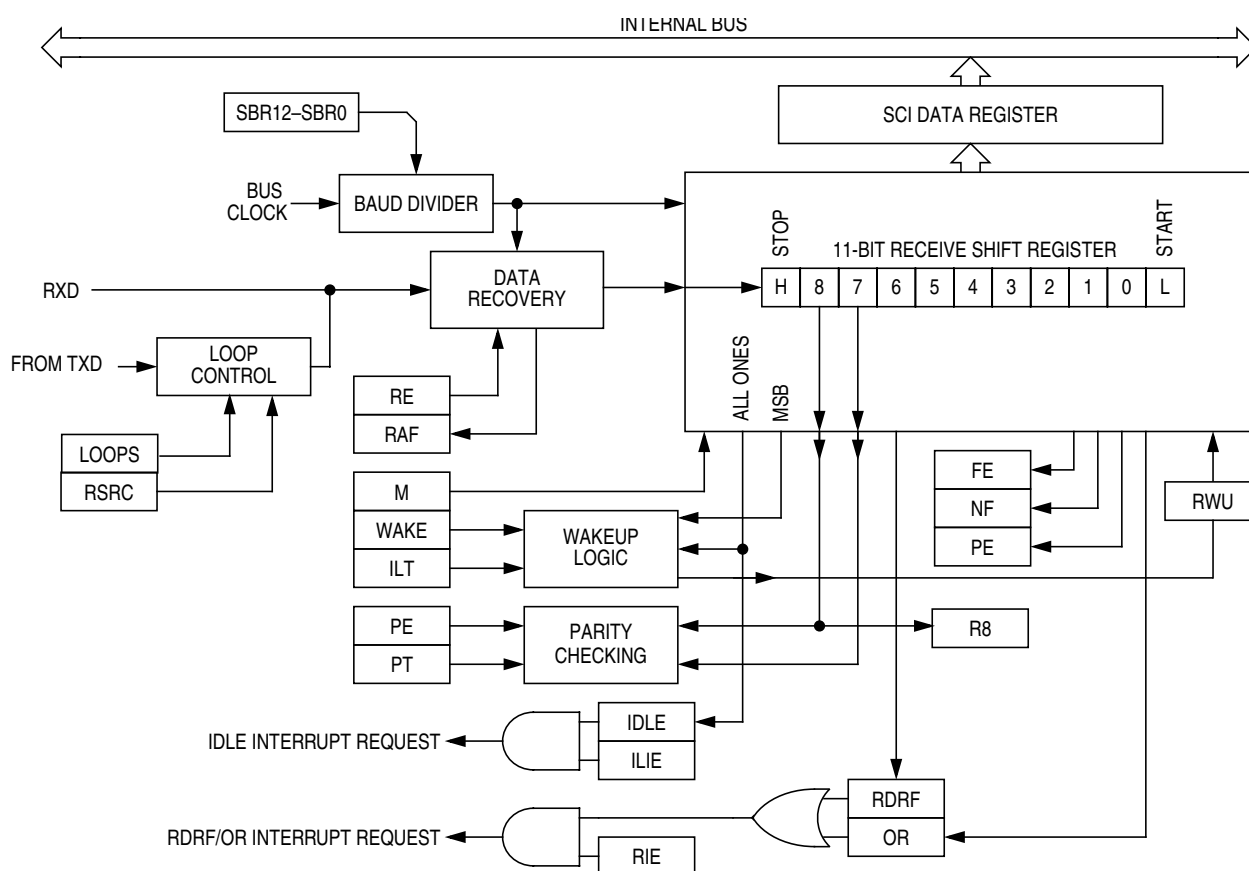 INTERNAL BUS
SBR12–SBR0
SCI DATA REGISTER
BUS
CLOCK
BAUD DIVIDER
STOP
11-BIT RECEIVE SHIFT REGISTER
START
DATA
RECOVERY
H 8 7 6 5 4 3 2 1 0 L
RXD
FROM TXD
LOOP
CONTROL
ALL ONES
MSB
RE
RAF
LOOPS
RSRC
M
WAKE
ILT
WAKEUP
LOGIC
FE
NF
PE
RWU
PE
PT
PARITY
CHECKING
R8
IDLE INTERRUPT REQUEST
IDLE
ILIE
RDRF
OR
RDRF/OR INTERRUPT REQUEST
RIE